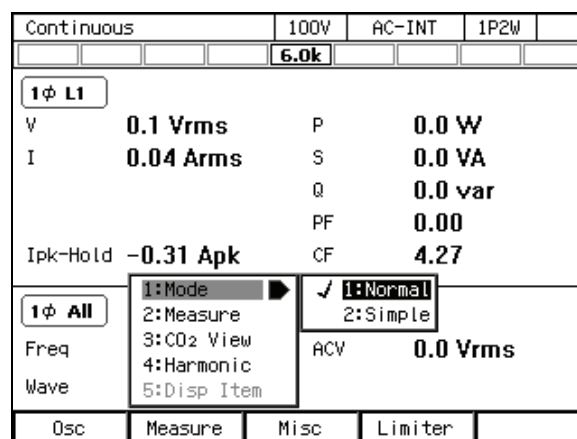 Continuous 100V AC-INT 1P2W
6.0k
1ϕ L1
V 0.1 Vrms P 0.0 W
I 0.04 Arms S 0.0 VA
Q 0.0 var
PF 0.00
Ipk-Hold -0.31 Apk CF 4.27
1:Mode
2:Measure
3:CO₂ View
4:Harmonic
5:Disp Item
✓ 1:Normal
2:Simple
1ϕ All
Freq ACV 0.0 Vrms
Wave
Osc Measure Misc Limiter